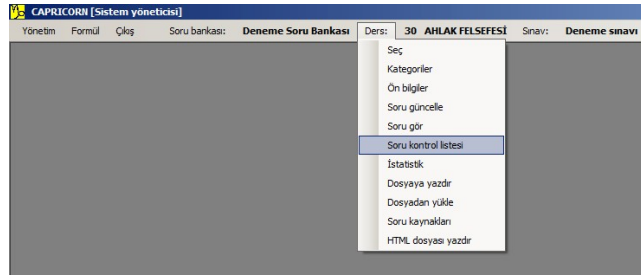 CAPRICORN [Sistem yöneticisi]
Yönetim Formül Çıkış Soru bankası: Deneme Soru Bankası Ders: 30 AHLAK FELSEFESİ Sınav: Deneme sınavı
Seç
Kategoriler
Ön bilgiler
Soru güncelle
Soru gör
Soru kontrol listesi
İstatistik
Dosyaya yazdır
Dosyadan yükle
Soru kaynakları
HTML dosyası yazdır